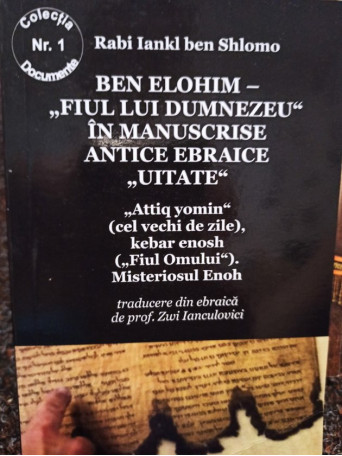 Colecția
Nr. 1
Documente
Rabi Iankl ben Shlomo
BEN ELOHIM –
„FIUL LUI DUMNEZEU“
ÎN MANUSCRISE
ANTICE EBRAICE
„UITATE“
„Attiq yomin“
(cel vechi de zile),
kebar enosh
(„Fiul Omului“).
Misteriosul Enoh
traducere din ebraică
de prof. Zwi Ianculovici